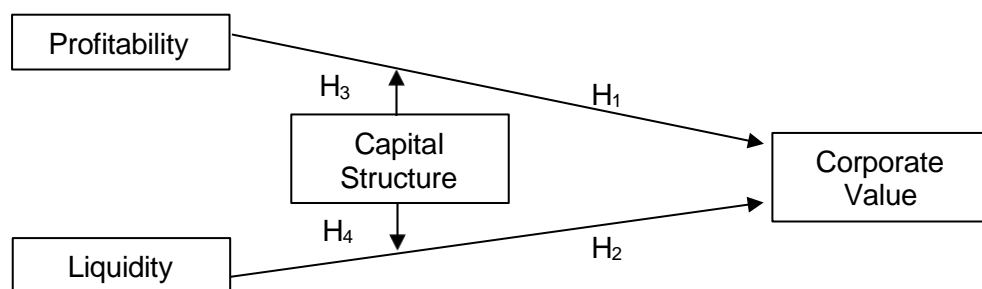 Profitability
H₃
H₁
Capital
Structure
Corporate
Value
H₄
H₂
Liquidity